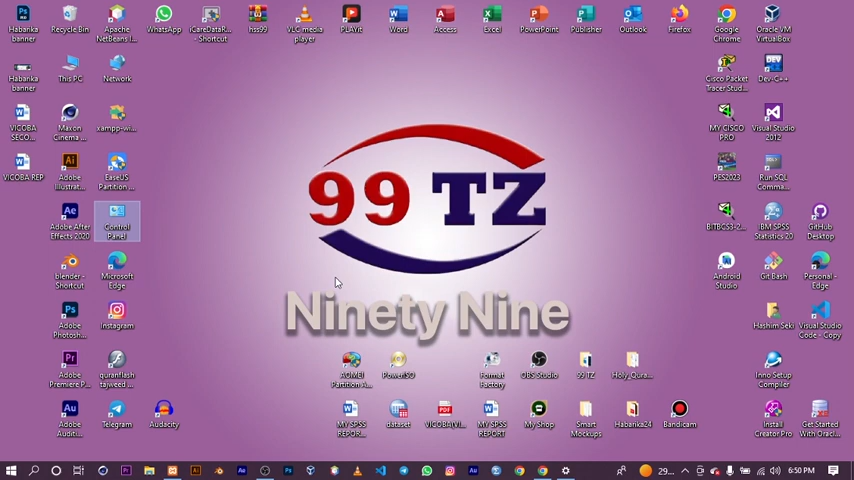 Habanka
banner
Recycle Bin
Apache
NetBeans I...
WhatsApp
iCareDataR...
- Shortcut
hss99
VLC media
player
PLAYit
Word
Access
Excel
PowerPoint
Publisher
Outlook
Firefox
Google
Chrome
Oracle VM
VirtualBox
Habanka
banner
This PC
Network
Cisco Packet
Tracer Stud...
Dev-C++
VICOBA
SECO...
Maxon
Cinema ...
xampp-wi...
MY CISCO
PRO
Visual Studio
2012
VICOBA REP
Adobe
Illustrat...
EaseUS
Partition ...
PES2023
Run SQL
Comma...
Adobe After
Effects 2020
Control
Panel
BITBGS3-2...
IBM SPSS
Statistics 20
GitHub
Desktop
99 TZ
Ninety Nine
blender -
Shortcut
Microsoft
Edge
Android
Studio
Git Bash
Personal -
Edge
Adobe
Photosh...
Instagram
Hashim Seki
Visual Studio
Code - Copy
Adobe
Premiere P...
quranflash
tajweed ...
AOMEI
Partition A...
PowerISO
Format
Factory
OBS Studio
99 TZ
Holy_Qura...
Inno Setup
Compiler
Adobe
Auditi...
Telegram
Audacity
MY SPSS
REPOR...
dataset
VICOBA(VI...
MY SPSS
REPORT
My Shop
Smart
Mockups
Habanka24
Bandicam
Install
Creator Pro
Get Started
With Oracl...
29...
6:50 PM